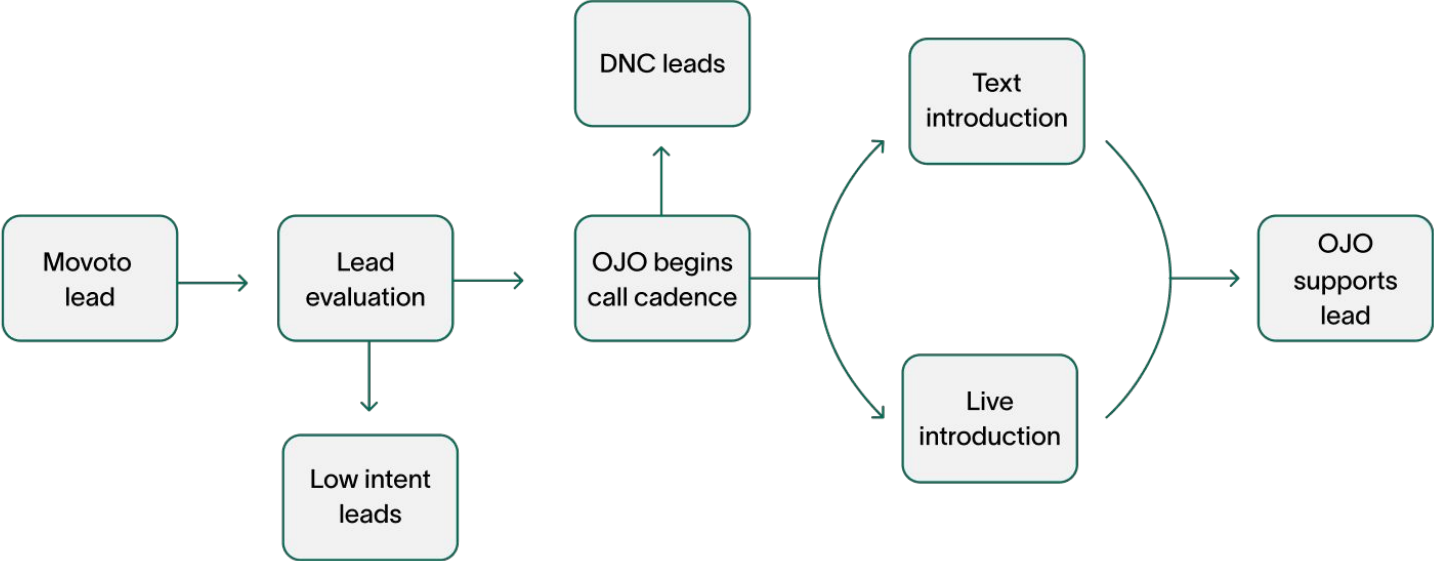 DNC leads
Text
introduction
Movoto
lead
Lead
evaluation
OJO begins
call cadence
OJO
supports
lead
Live
introduction
Low intent
leads